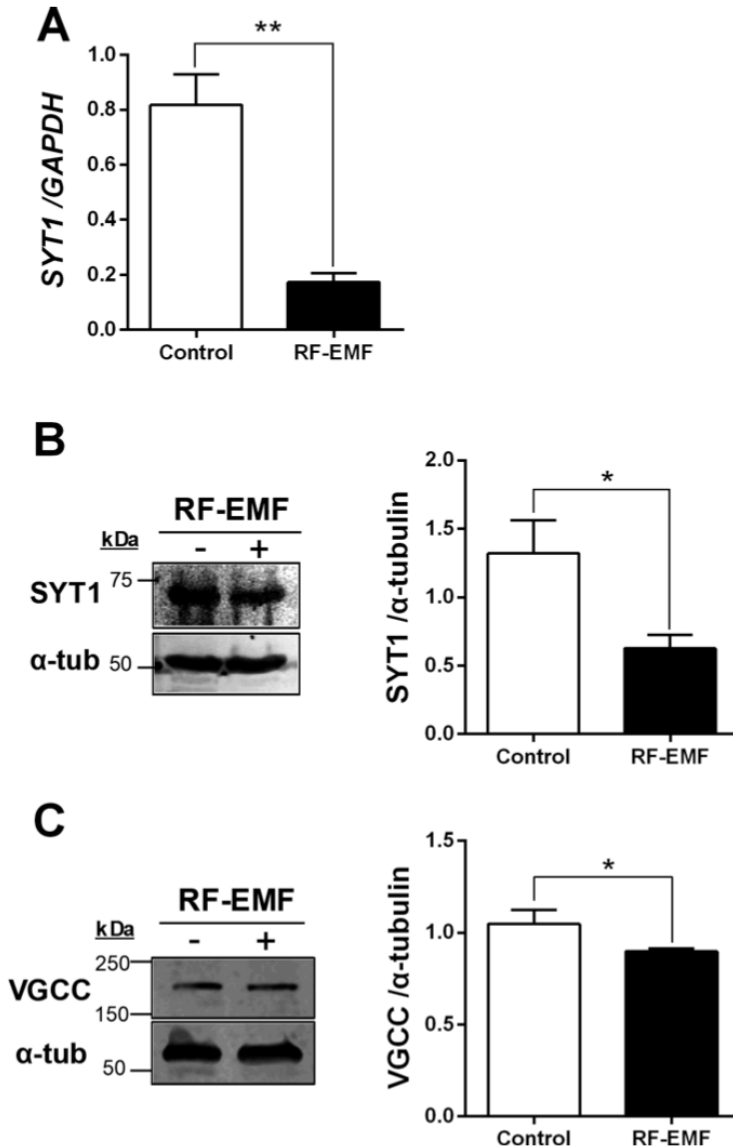 A
**
1.0
0.8
0.6
0.4
0.2
0.0
SYT1 /GAPDH
Control RF-EMF
B
RF-EMF
kDa - +
75
SYT1
α-tub
50
2.0
1.5
1.0
0.5
0.0
SYT1 /α-tubulin
*
Control RF-EMF
C
RF-EMF
kDa - +
250
VGCC
150
α-tub
50
1.5
1.0
0.5
0.0
VGCC /α-tubulin
*
Control RF-EMF